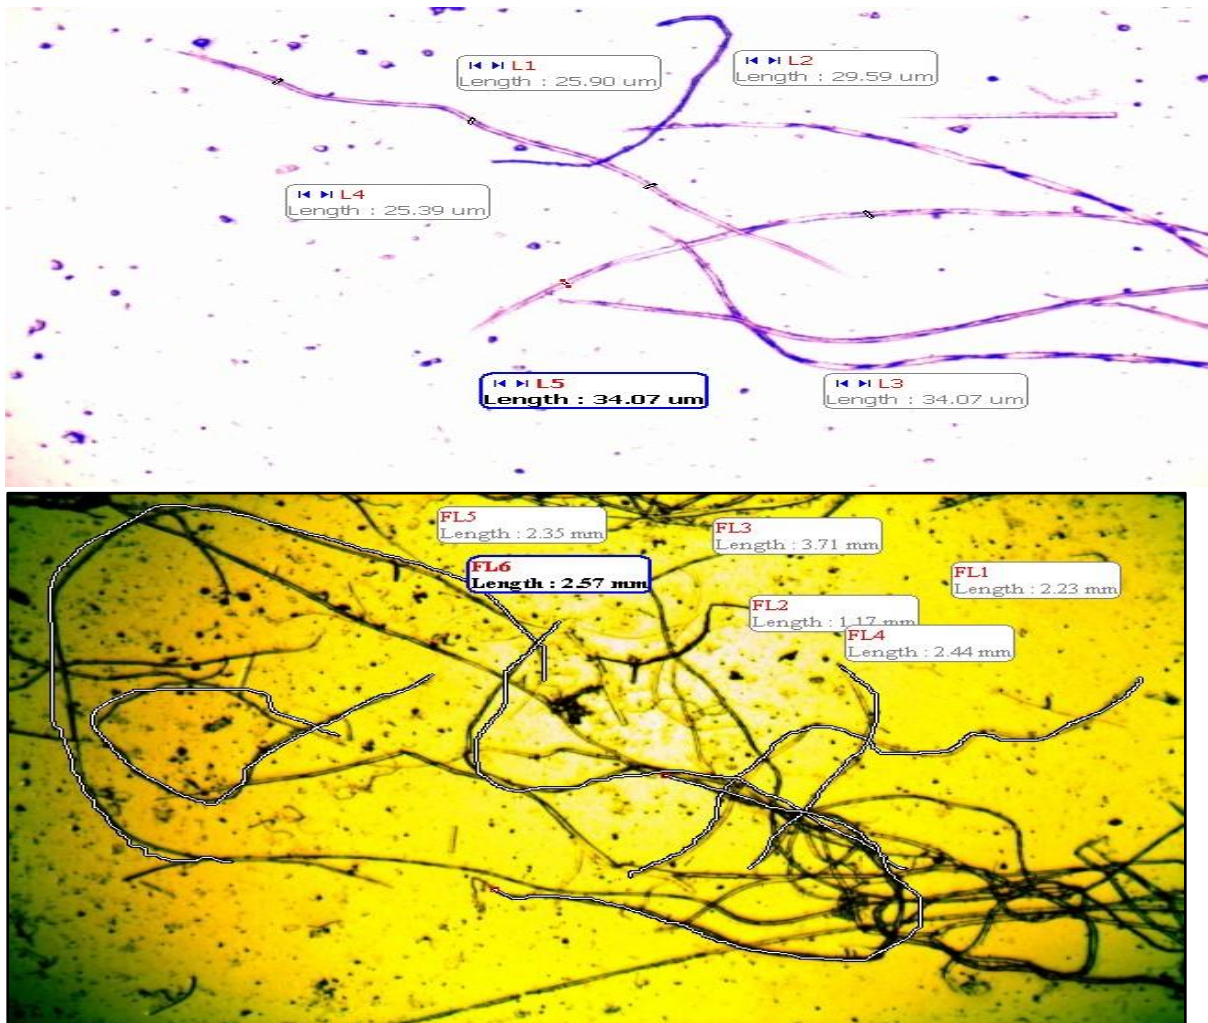 L1
Length : 25.90 um
L2
Length : 29.59 um
L4
Length : 25.39 um
L5
Length : 34.07 um
L3
Length : 34.07 um
FL5
Length : 2.35 mm
FL3
Length : 3.71 mm
FL6
Length : 2.57 mm
FL1
Length : 2.23 mm
FL2
Length : 1.17 mm
FL4
Length : 2.44 mm